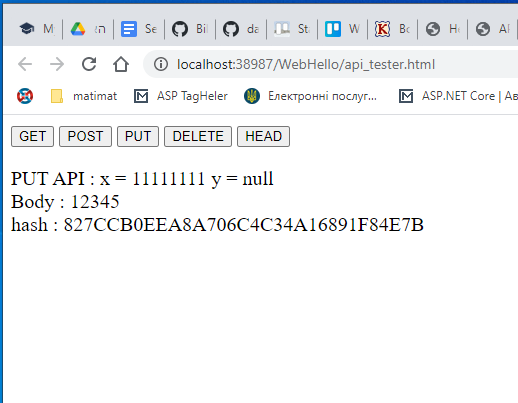 M
Se
Bil
da
St
W
Bo
He
Al
localhost:38987/WebHello/api_tester.html
matimat
ASP TagHeler
Електронні послуг...
ASP.NET Core | Ав
GET POST PUT DELETE HEAD
PUT API : x = 11111111 y = null
Body : 12345
hash : 827CCB0EEA8A706C4C34A16891F84E7B